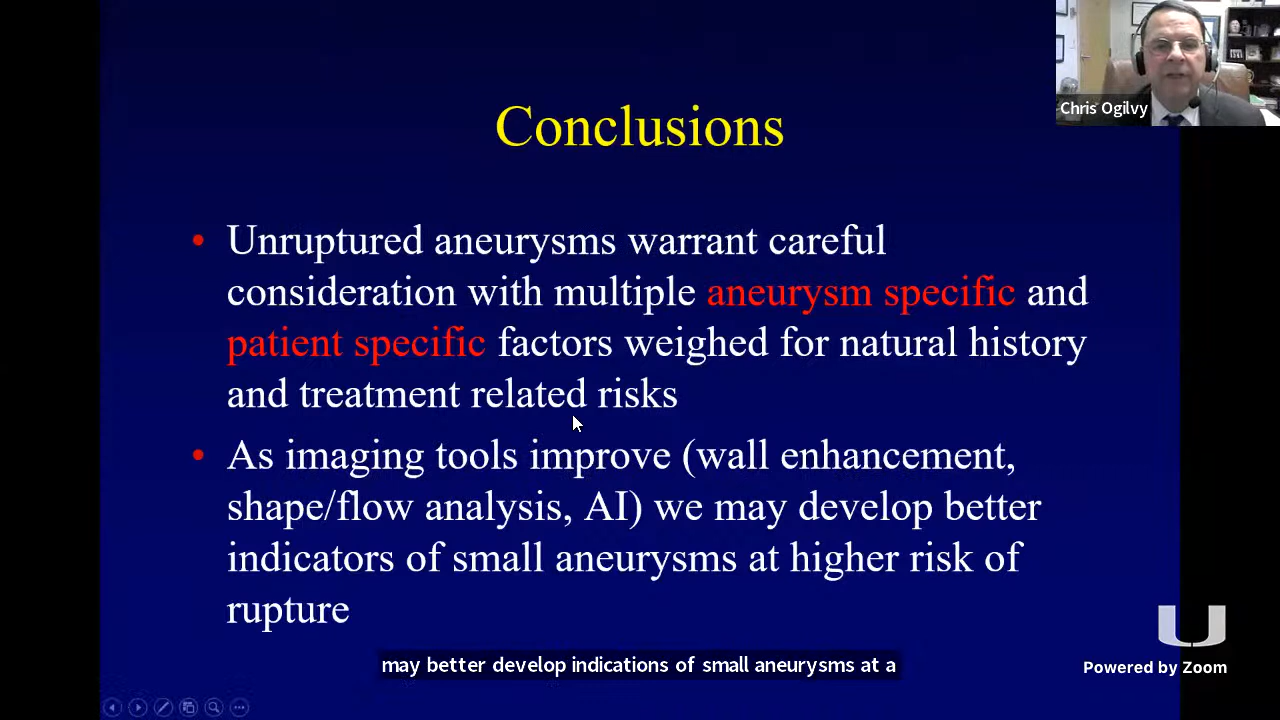 Chris Ogilvy
Conclusions
• Unruptured aneurysms warrant careful
consideration with multiple aneurysm specific and
patient specific factors weighed for natural history
and treatment related risks
• As imaging tools improve (wall enhancement,
shape/flow analysis, AI) we may develop better
indicators of small aneurysms at higher risk of
rupture
may better develop indications of small aneurysms at a
U
Powered by Zoom